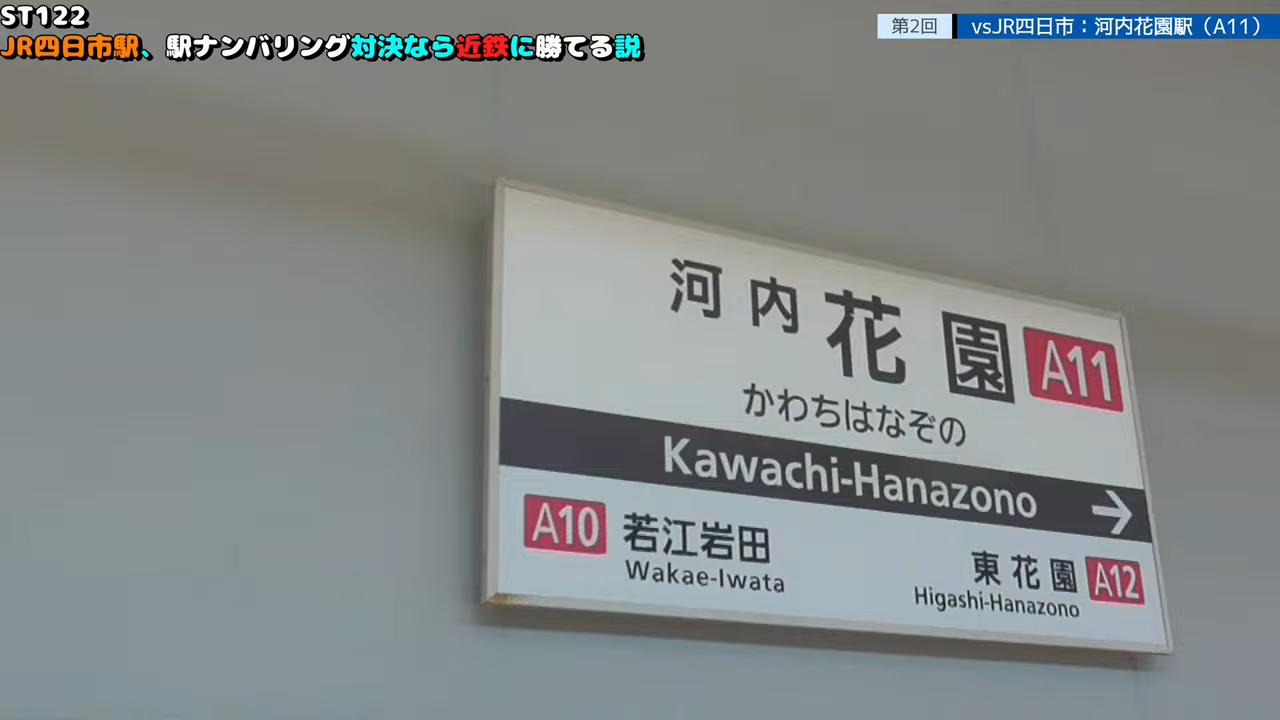 ST122
JR四日市駅、駅ナンバリング対決なら近鉄に勝てる説
第2回
vsJR四日市：河内花園駅（A11）
河内花園 A11
かわちはなぞの
Kawachi-Hanazono →
A10 若江岩田
Wakae-Iwata
東花園 A12
Higashi-Hanazono